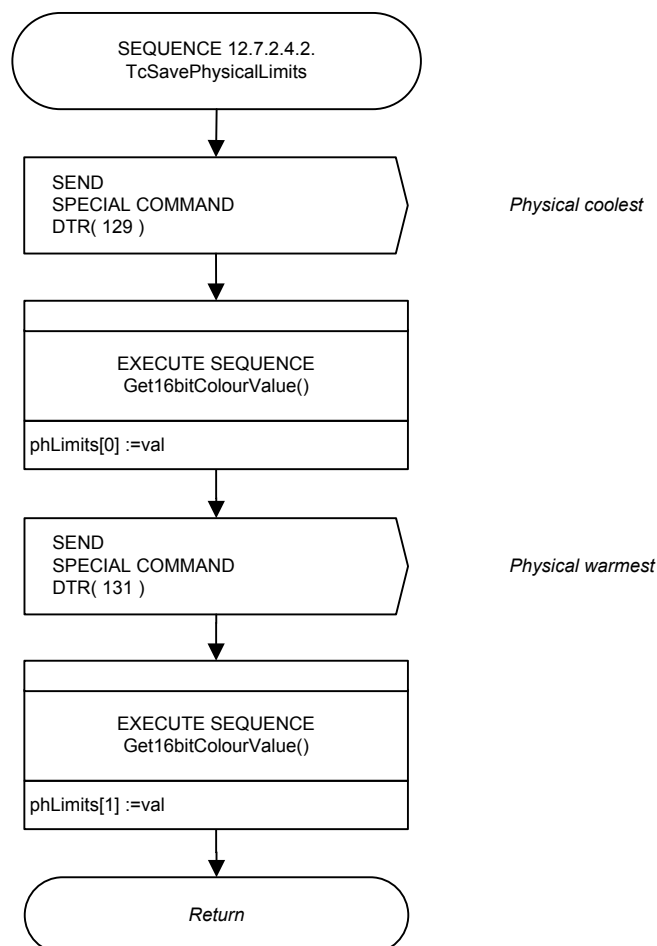 SEQUENCE 12.7.2.4.2.
TcSavePhysicalLimits
SEND
SPECIAL COMMAND
DTR( 129 )
Physical coolest
EXECUTE SEQUENCE
Get16bitColourValue()
phLimits[0] :=val
SEND
SPECIAL COMMAND
DTR( 131 )
Physical warmest
EXECUTE SEQUENCE
Get16bitColourValue()
phLimits[1] :=val
Return